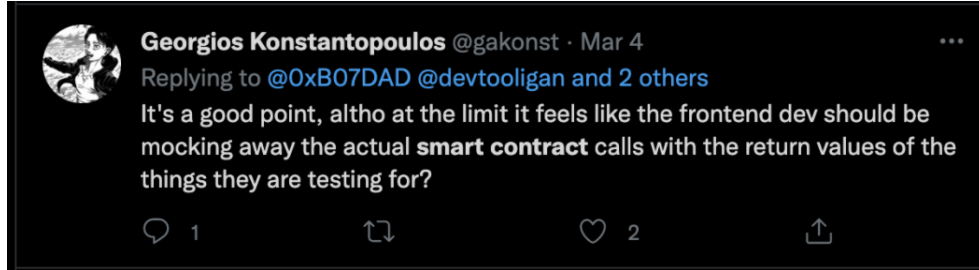 Georgios Konstantopoulos @gakonst · Mar 4
Replying to @0xB07DAD @devtooligan and 2 others
It's a good point, altho at the limit it feels like the frontend dev should be
mocking away the actual smart contract calls with the return values of the
things they are testing for?
1 2